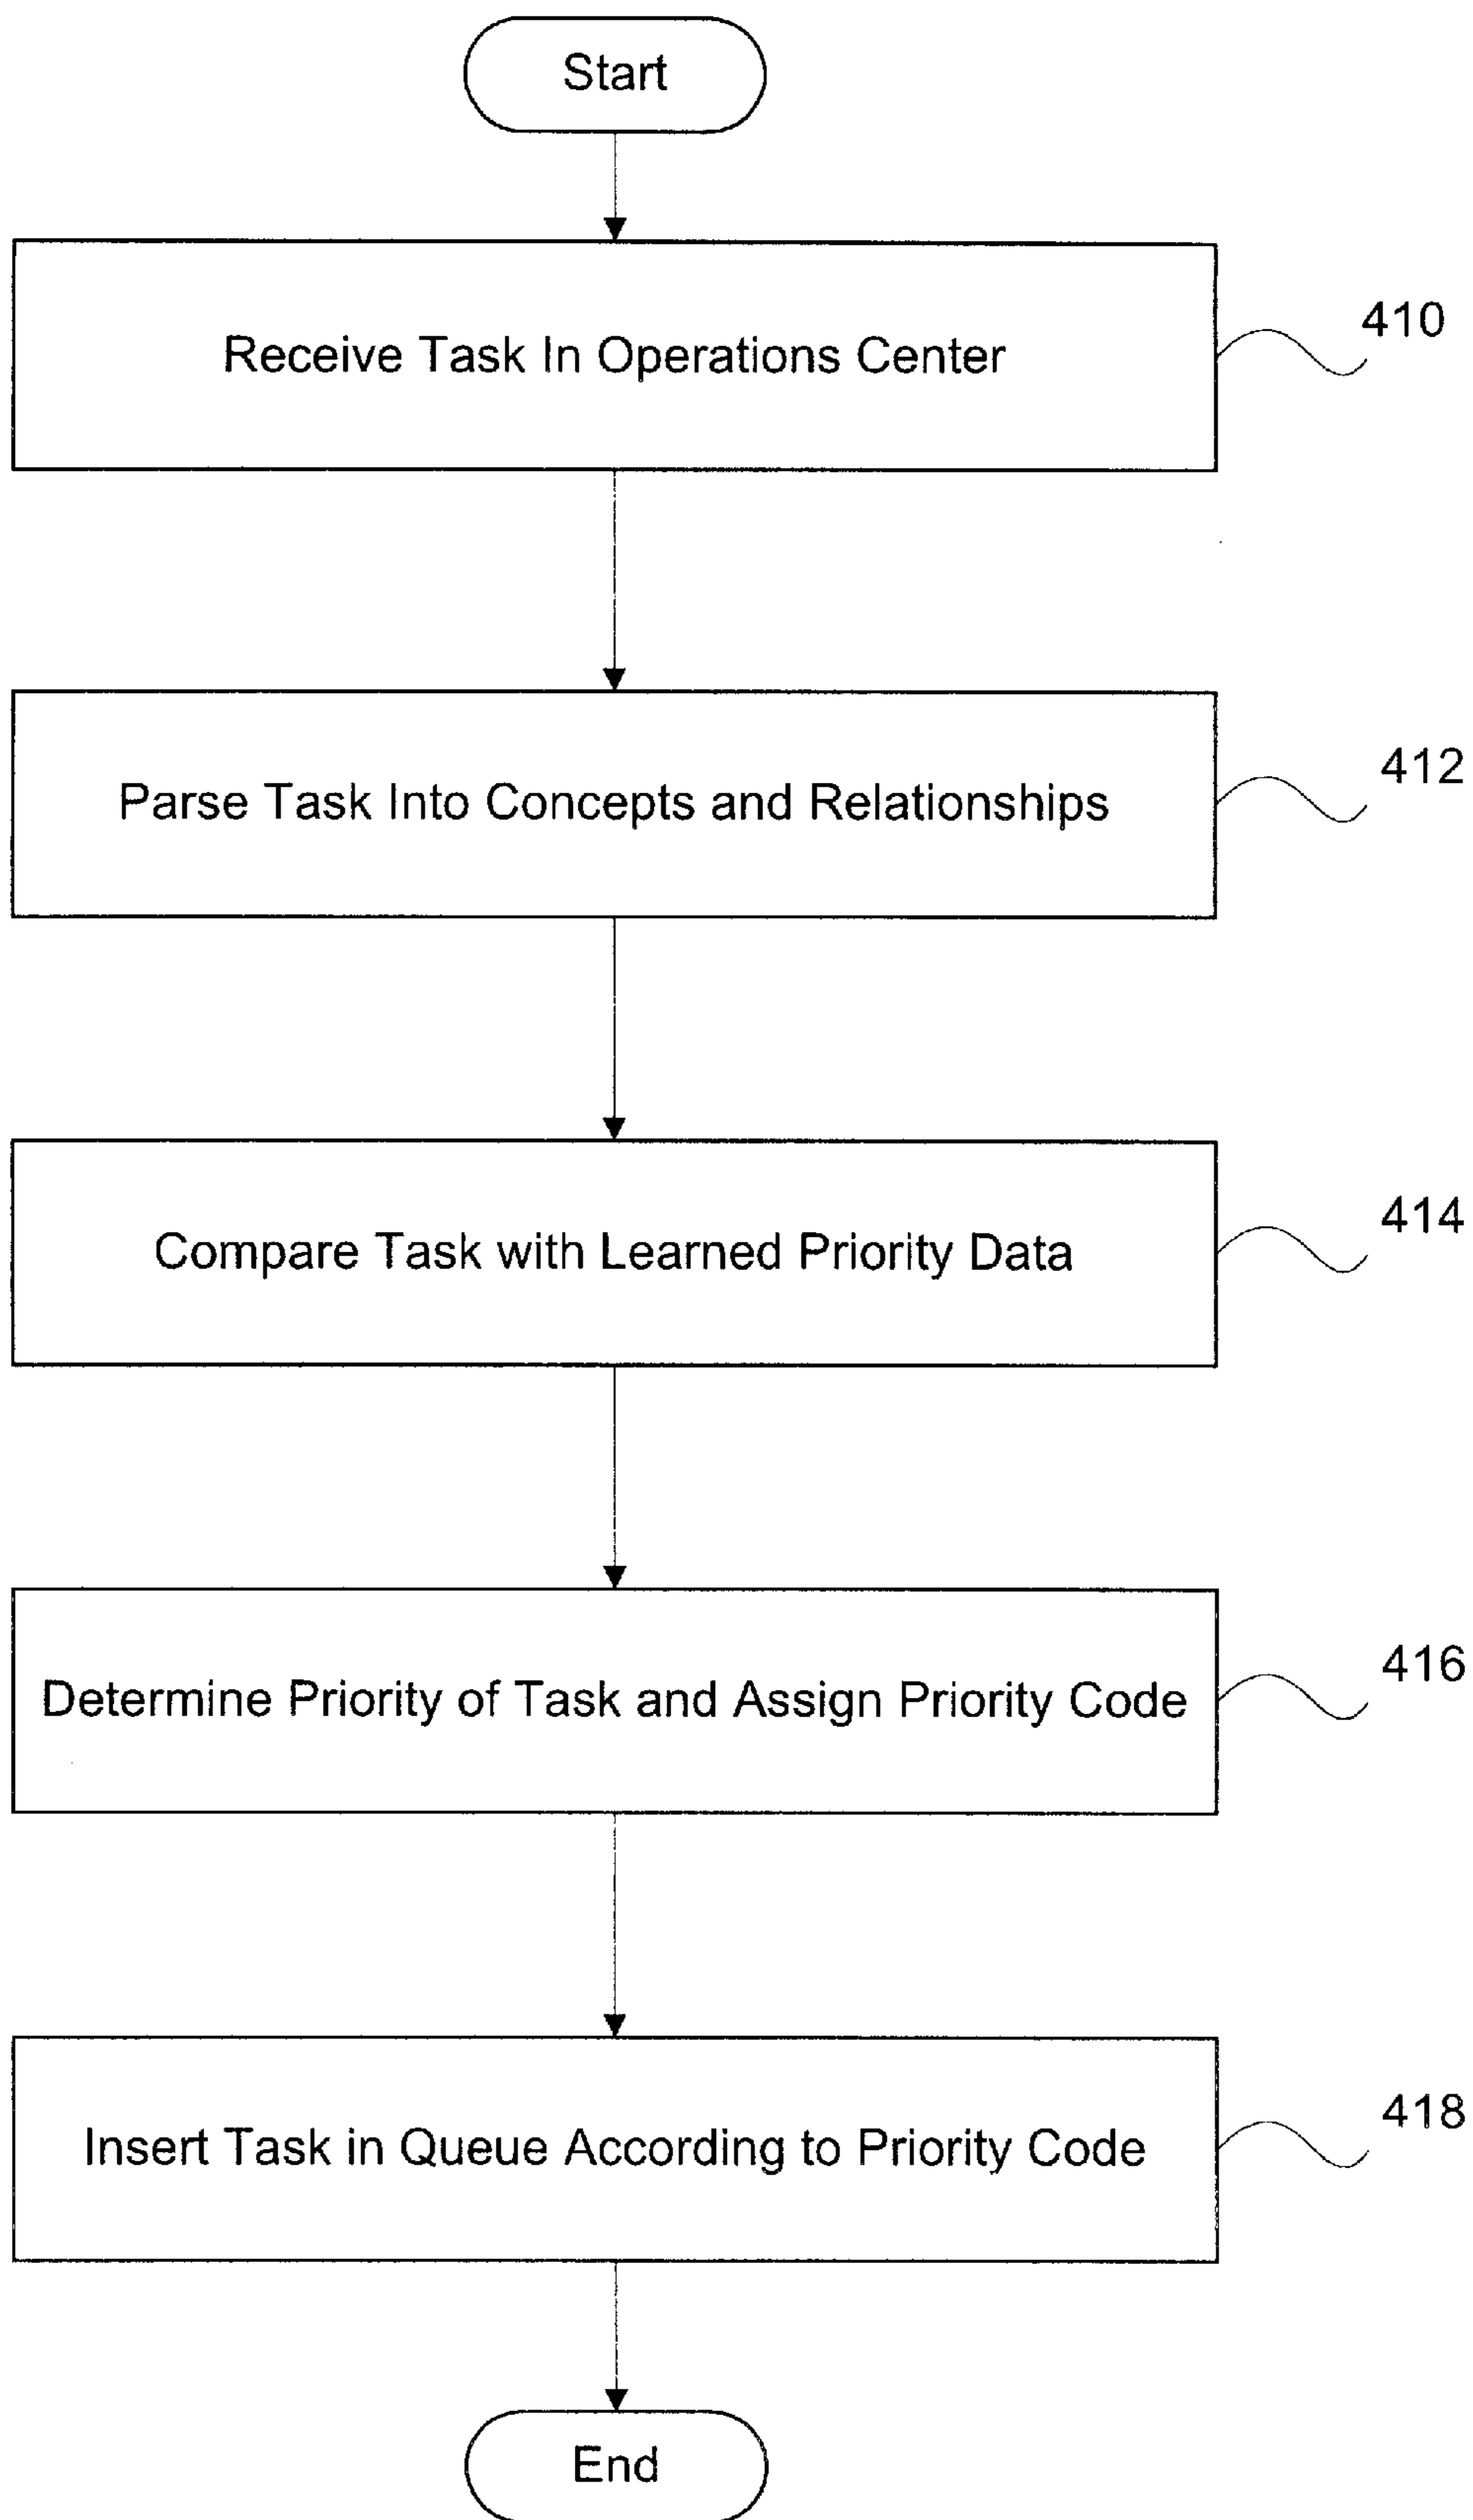 Start
Receive Task In Operations Center
410
Parse Task Into Concepts and Relationships
412
Compare Task with Learned Priority Data
414
Determine Priority of Task and Assign Priority Code
416
Insert Task in Queue According to Priority Code
418
End